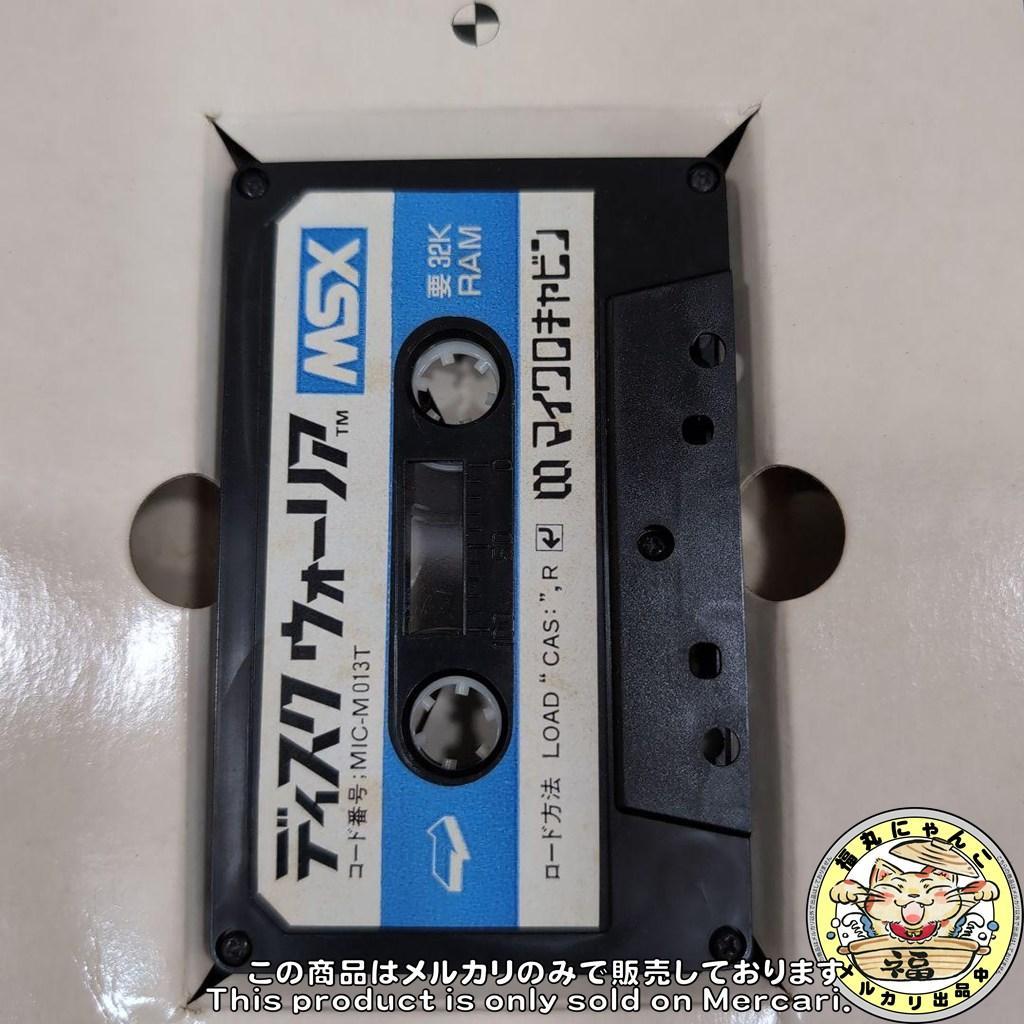 ディスク ウォーリア™
MSX
コード番号;MIC-M013T
要 32K
RAM
0
50
100
ロード方法 LOAD “CAS:”,R
マイクロキャビン
福丸にゃんこ
福
メルカリ出品中
この商品はメルカリのみで販売しております
This product is only sold on Mercari.